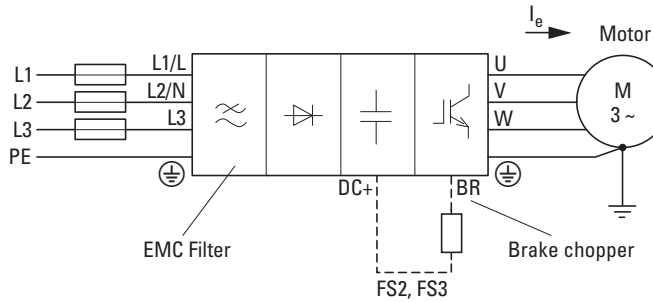 Ie
Motor
L1
L1/L
U
L2
L2/N
V
M
3 ~
L3
L3
W
PE
DC+
BR
EMC Filter
Brake chopper
FS2, FS3